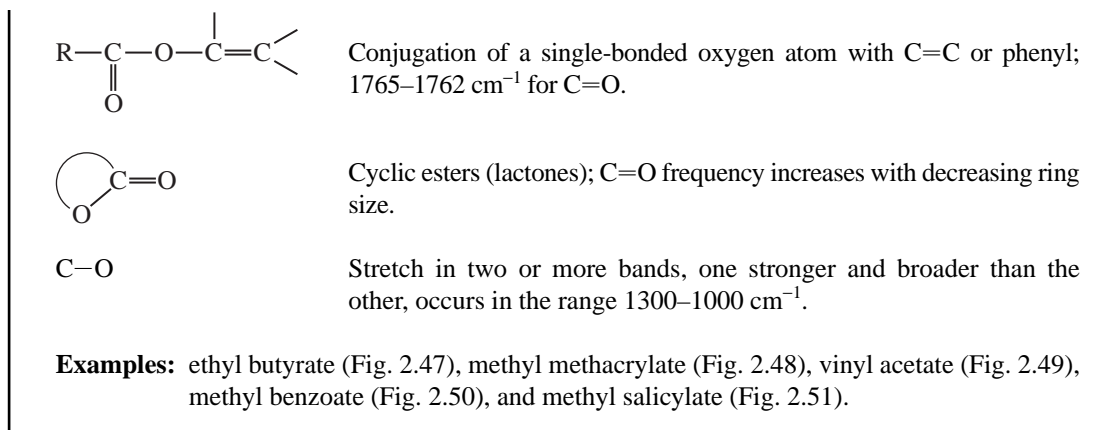 R—C—O—C=C Conjugation of a single-bonded oxygen atom with C=C or phenyl;
O 1765–1762 cm⁻¹ for C=O.
C=O Cyclic esters (lactones); C=O frequency increases with decreasing ring
O size.
C−O Stretch in two or more bands, one stronger and broader than the
other, occurs in the range 1300–1000 cm⁻¹.
Examples: ethyl butyrate (Fig. 2.47), methyl methacrylate (Fig. 2.48), vinyl acetate (Fig. 2.49),
methyl benzoate (Fig. 2.50), and methyl salicylate (Fig. 2.51).